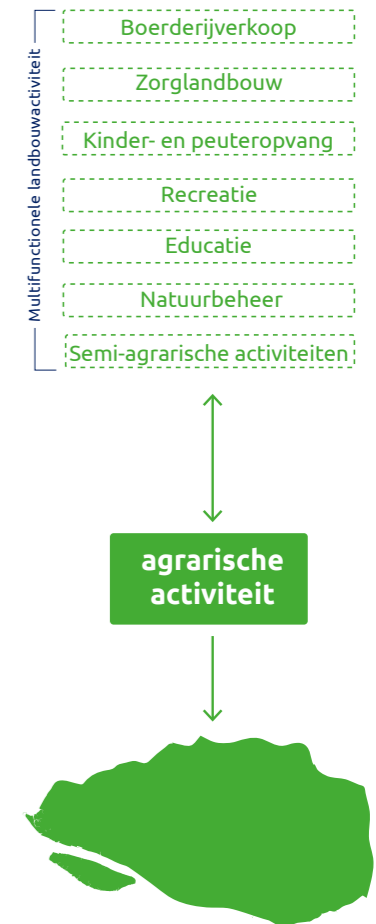 Multifunctionele landbouwactiviteit
Boerderijverkoop
Zorglandbouw
Kinder- en peuteropvang
Recreatie
Educatie
Natuurbeheer
Semi-agrarische activiteiten
agrarische
activiteit